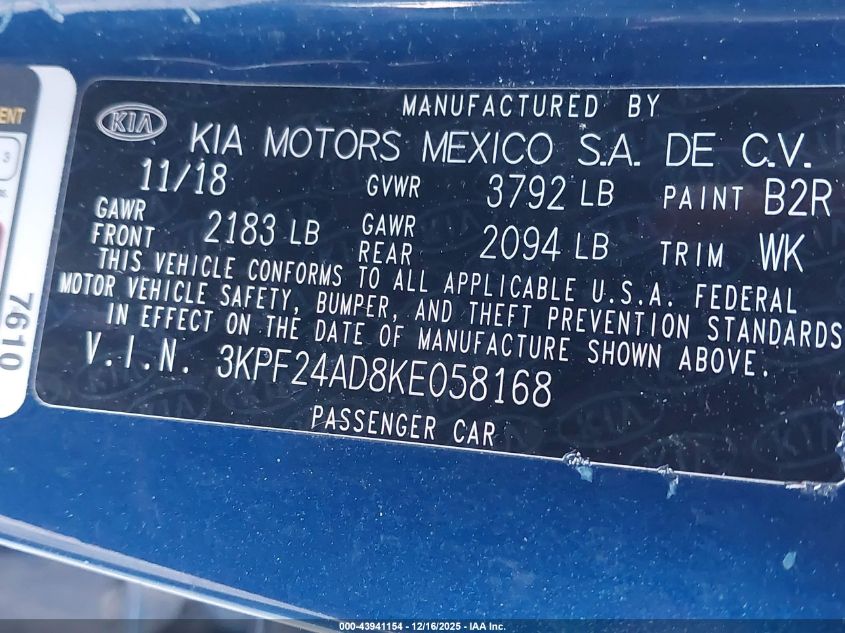 MANUFACTURED BY
KIA
KIA MOTORS MEXICO S.A. DE C.V.
11/18 GVWR 3792 LB PAINT B2R
GAWR FRONT 2183 LB GAWR REAR 2094 LB TRIM WK
THIS VEHICLE CONFORMS TO ALL APPLICABLE U.S.A. FEDERAL
MOTOR VEHICLE SAFETY, BUMPER, AND THEFT PREVENTION STANDARDS
IN EFFECT ON THE DATE OF MANUFACTURE SHOWN ABOVE.
V.I.N. 3KPF24AD8KE058168
PASSENGER CAR
7610
3
000-43941154 - 12/16/2025 - IAA Inc.